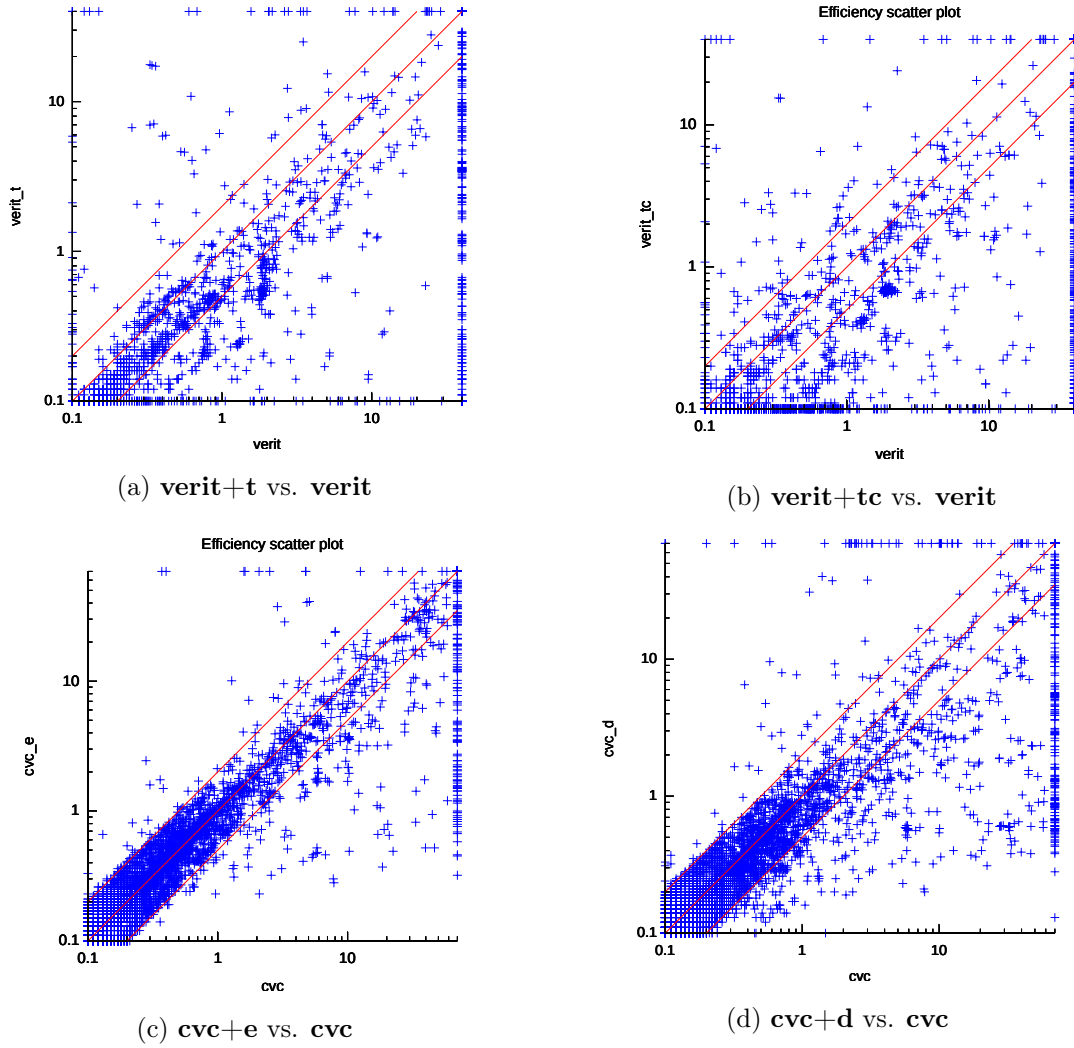 10
1
0.1
0.1
1
10
verit_t
verit
(a) verit+t vs. verit
Efficiency scatter plot
10
1
0.1
0.1
1
10
verit_tc
verit
(b) verit+tc vs. verit
Efficiency scatter plot
10
1
0.1
0.1
1
10
cvc_e
cvc
(c) cvc+e vs. cvc
10
1
0.1
0.1
1
10
cvc_d
cvc
(d) cvc+d vs. cvc